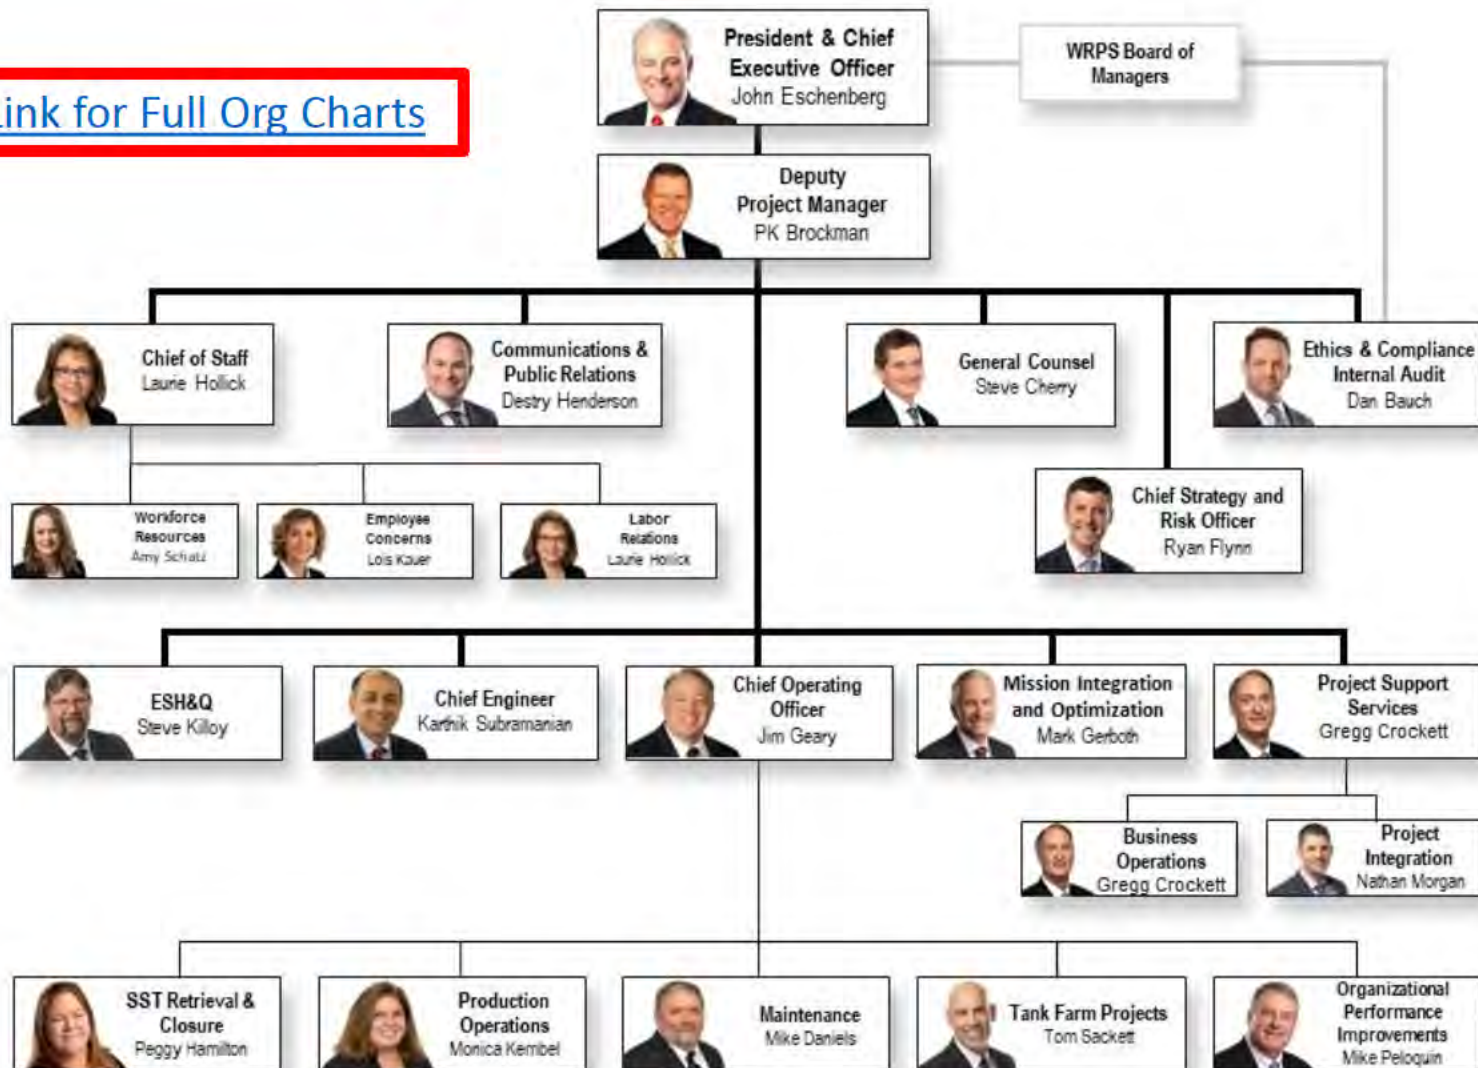 President & Chief
Executive Officer
John Eschenberg
WRPS Board of
Managers
Link for Full Org Charts
Deputy
Project Manager
PK Brockman
Chief of Staff
Laurie Hollick
Communications &
Public Relations
Destry Henderson
General Counsel
Steve Cherry
Ethics & Compliance
Internal Audit
Dan Bauch
Workforce
Resources
Amy Schatz
Employee
Concerns
Lois Kauer
Labor
Relations
Laurie Hollick
Chief Strategy and
Risk Officer
Ryan Flynn
ESH&Q
Steve Killoy
Chief Engineer
Karthik Subramanian
Chief Operating
Officer
Jim Geary
Mission Integration
and Optimization
Mark Gerboth
Project Support
Services
Gregg Crockett
Business
Operations
Gregg Crockett
Project
Integration
Nathan Morgan
SST Retrieval &
Closure
Peggy Hamilton
Production
Operations
Monica Kembel
Maintenance
Mike Daniels
Tank Farm Projects
Tom Sackett
Organizational
Performance
Improvements
Mike Peloquin